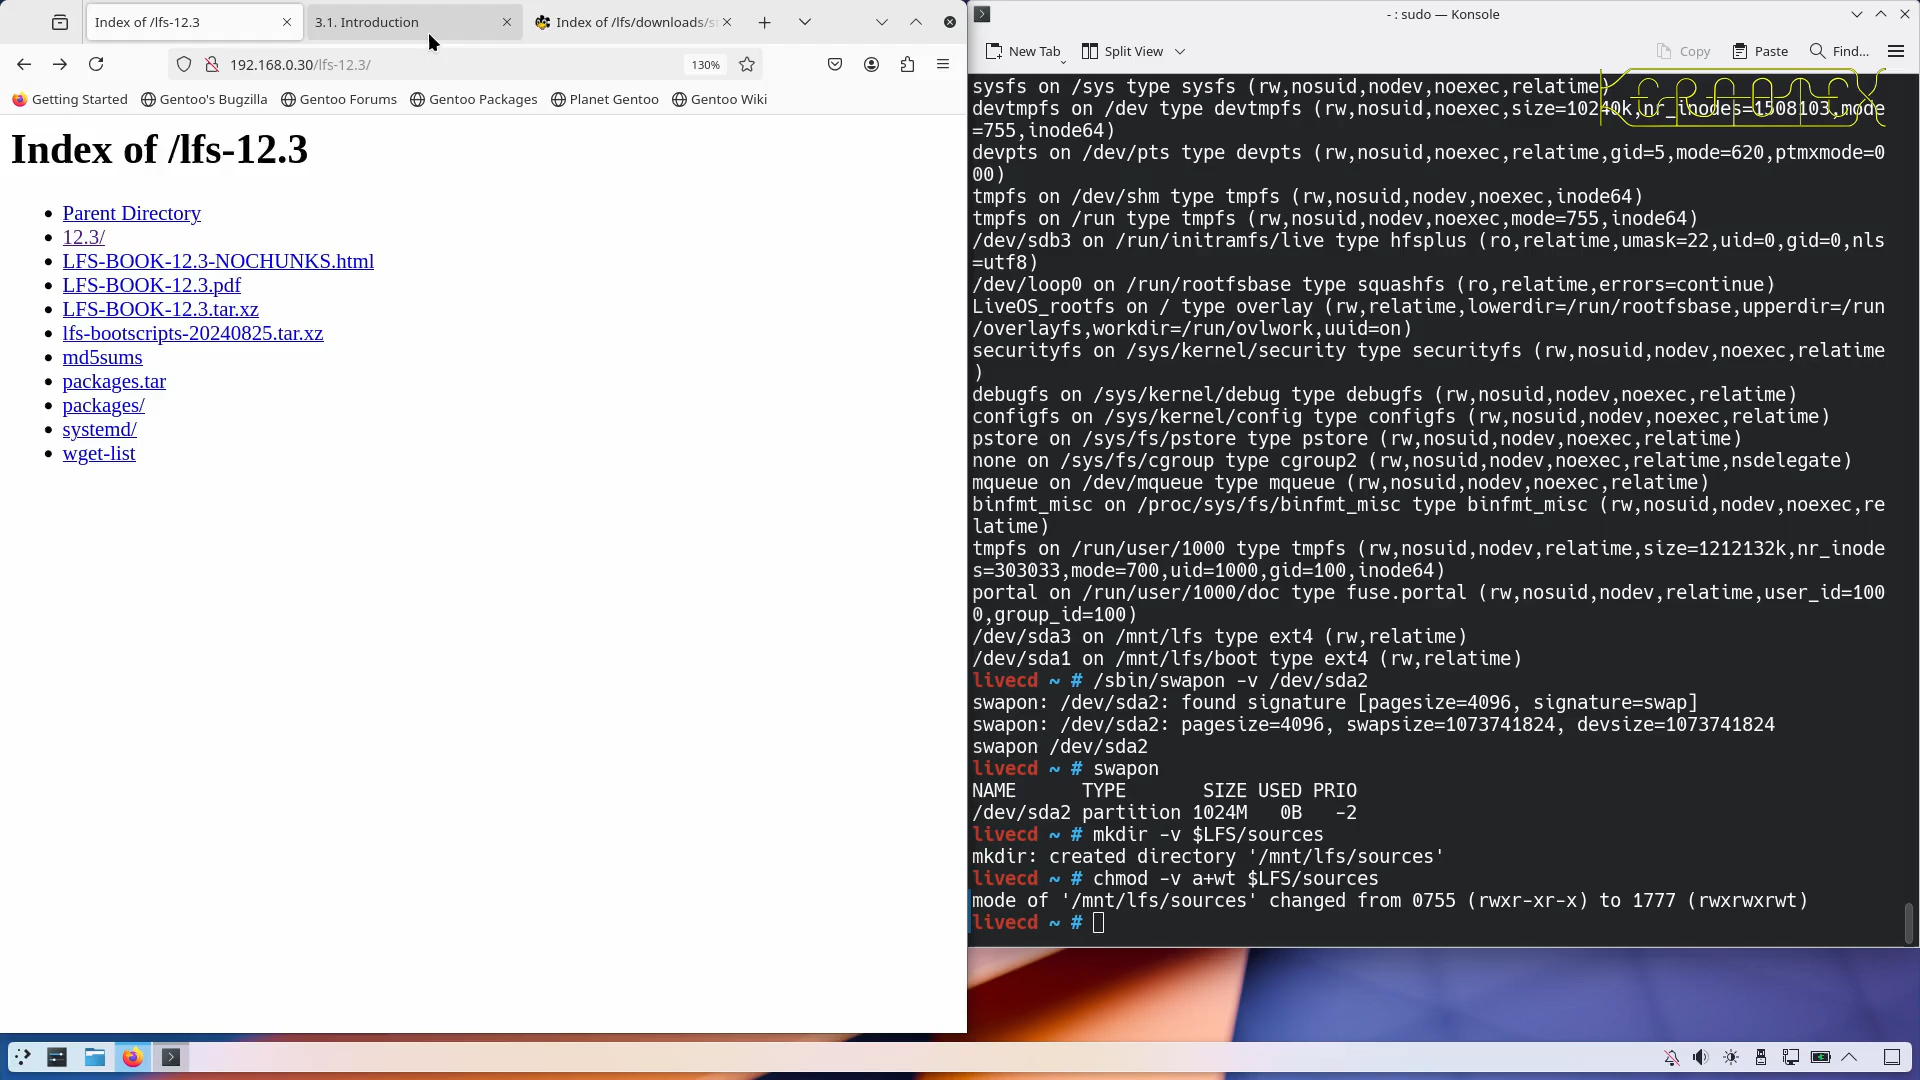 Index of /lfs-12.3
3.1. Introduction
Index of /lfs/downloads/s
192.168.0.30/lfs-12.3/
130%
Getting Started
Gentoo's Bugzilla
Gentoo Forums
Gentoo Packages
Planet Gentoo
Gentoo Wiki
Index of /lfs-12.3
Parent Directory
12.3/
LFS-BOOK-12.3-NOCHUNKS.html
LFS-BOOK-12.3.pdf
LFS-BOOK-12.3.tar.xz
lfs-bootscripts-20240825.tar.xz
md5sums
packages.tar
packages/
systemd/
wget-list
- : sudo — Konsole
New Tab
Split View
Copy
Paste
Find...
sysfs on /sys type sysfs (rw,nosuid,nodev,noexec,relatime)
devtmpfs on /dev type devtmpfs (rw,nosuid,noexec,size=10240k,nr_inodes=1508103,mode
=755,inode64)
devpts on /dev/pts type devpts (rw,nosuid,noexec,relatime,gid=5,mode=620,ptmxmode=0
00)
tmpfs on /dev/shm type tmpfs (rw,nosuid,nodev,noexec,inode64)
tmpfs on /run type tmpfs (rw,nosuid,nodev,noexec,mode=755,inode64)
/dev/sdb3 on /run/initramfs/live type hfsplus (ro,relatime,umask=22,uid=0,gid=0,nls
=utf8)
/dev/loop0 on /run/rootfsbase type squashfs (ro,relatime,errors=continue)
LiveOS_rootfs on / type overlay (rw,relatime,lowerdir=/run/rootfsbase,upperdir=/run
/overlayfs,workdir=/run/ovlwork,uuid=on)
securityfs on /sys/kernel/security type securityfs (rw,nosuid,nodev,noexec,relatime
)
debugfs on /sys/kernel/debug type debugfs (rw,nosuid,nodev,noexec,relatime)
configfs on /sys/kernel/config type configfs (rw,nosuid,nodev,noexec,relatime)
pstore on /sys/fs/pstore type pstore (rw,nosuid,nodev,noexec,relatime)
none on /sys/fs/cgroup type cgroup2 (rw,nosuid,nodev,noexec,relatime,nsdelegate)
mqueue on /dev/mqueue type mqueue (rw,nosuid,nodev,noexec,relatime)
binfmt_misc on /proc/sys/fs/binfmt_misc type binfmt_misc (rw,nosuid,nodev,noexec,re
latime)
tmpfs on /run/user/1000 type tmpfs (rw,nosuid,nodev,relatime,size=1212132k,nr_inode
s=303033,mode=700,uid=1000,gid=100,inode64)
portal on /run/user/1000/doc type fuse.portal (rw,nosuid,nodev,relatime,user_id=100
0,group_id=100)
/dev/sda3 on /mnt/lfs type ext4 (rw,relatime)
/dev/sda1 on /mnt/lfs/boot type ext4 (rw,relatime)
livecd ~ # /sbin/swapon -v /dev/sda2
swapon: /dev/sda2: found signature [pagesize=4096, signature=swap]
swapon: /dev/sda2: pagesize=4096, swapsize=1073741824, devsize=1073741824
swapon /dev/sda2
livecd ~ # swapon
NAME      TYPE       SIZE USED PRIO
/dev/sda2 partition 1024M   0B   -2
livecd ~ # mkdir -v $LFS/sources
mkdir: created directory '/mnt/lfs/sources'
livecd ~ # chmod -v a+wt $LFS/sources
mode of '/mnt/lfs/sources' changed from 0755 (rwxr-xr-x) to 1777 (rwxrwxrwt)
livecd ~ #